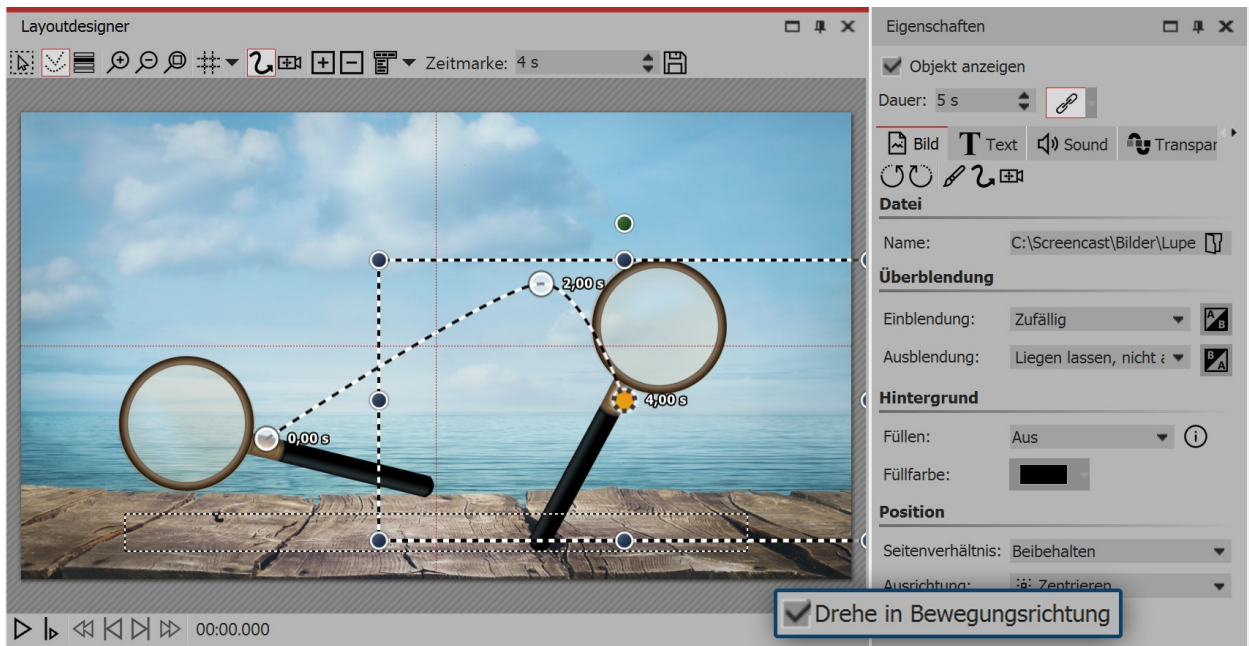 Layoutdesigner
Zeitmarke: 4 s
2,00 s
4,00 s
0,00 s
00:00.000
Eigenschaften
Objekt anzeigen
Dauer: 5 s
Bild Text Sound Transpar
Datei
Name: C:\Screencast\Bilder\Lupe
Überblendung
Einblendung: Zufällig A B
Ausblendung: Liegen lassen, nicht a B A
Hintergrund
Füllen: Aus
Füllfarbe:
Position
Seitenverhältnis: Beibehalten
Ausrichtung: Zentrieren
Drehe in Bewegungsrichtung